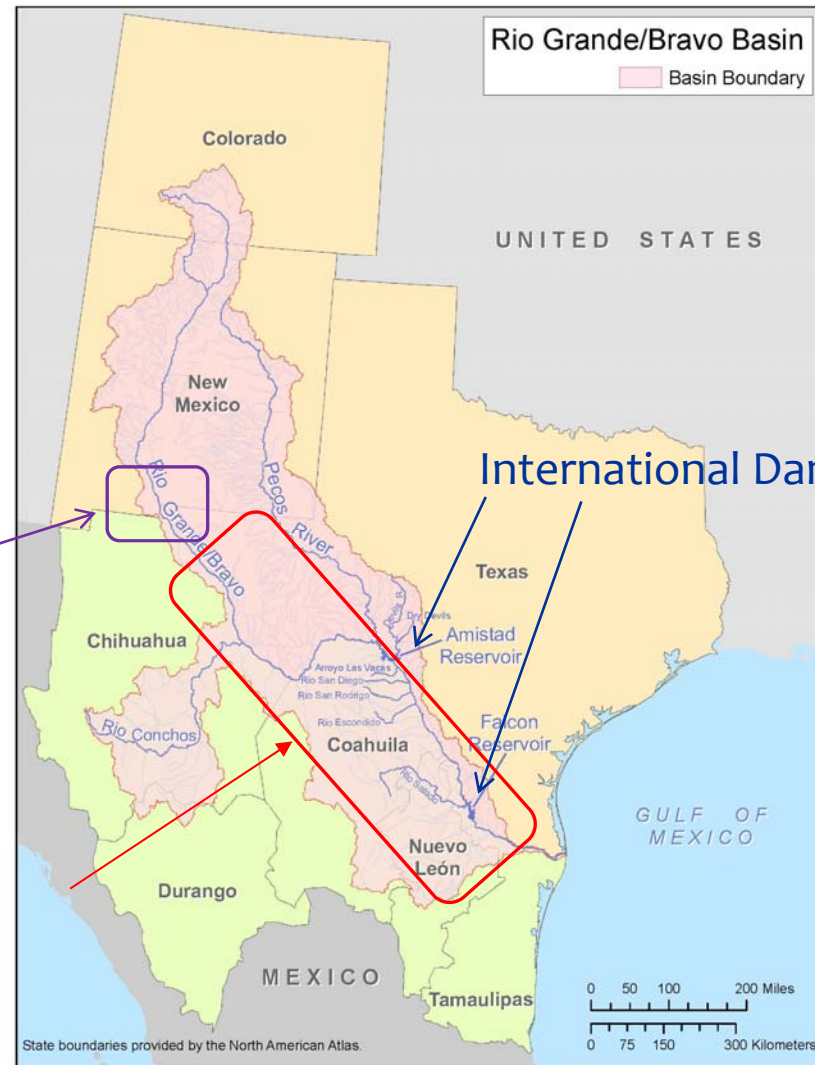 Rio Grande/Bravo Basin
Basin Boundary
Colorado
UNITED STATES
New
Mexico
International Dam
Rio Grande/Bravo
Pecos River
Texas
Dry Devils
Amistad
Reservoir
Chihuahua
Arroyo Las Vacas
Rio San Diego
Rio San Rodrigo
Rio Escondido
Rio Conchos
Coahuila
Falcon
Reservoir
Rio Salado
GULF OF
MEXICO
Nuevo
León
Durango
MEXICO
Tamaulipas
0 50 100 200 Miles
0 75 150 300 Kilometers
State boundaries provided by the North American Atlas.